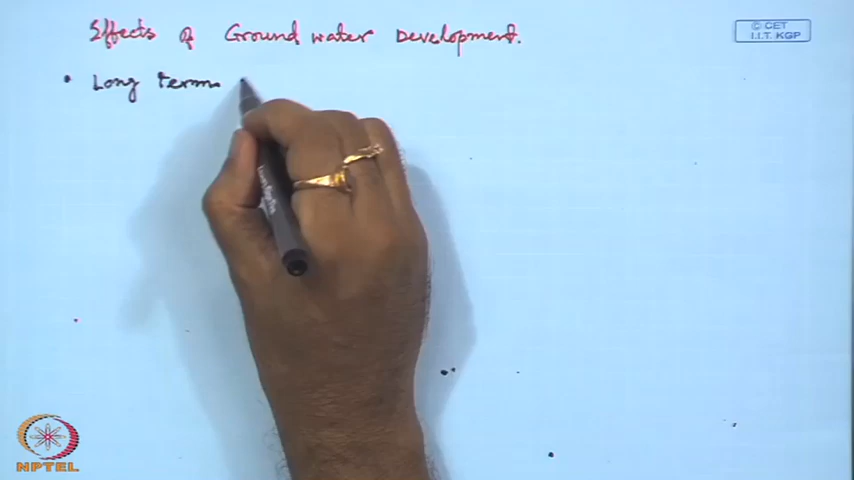 Effects of Ground water Development.
© CET
I.I.T. KGP
• Long term
NPTEL